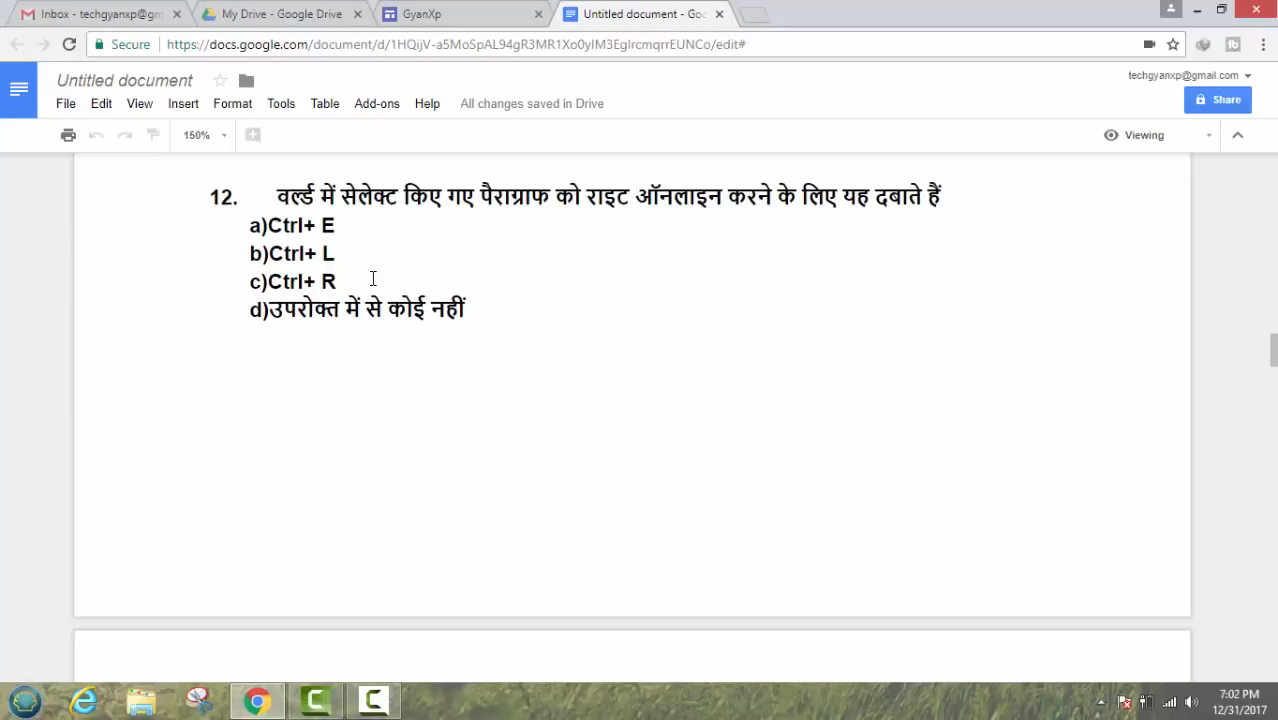 Inbox - techgyanxp@gm
My Drive - Google Drive
GyanXp
Untitled document - Goo
Secure
https://docs.google.com/document/d/1HQijV-a5MoSpAL94gR3MR1Xo0yIM3EglrcmqrrEUNCo/edit#
Untitled document
techgyanxp@gmail.com
File Edit View Insert Format Tools Table Add-ons Help All changes saved in Drive
Share
150%
Viewing
12. वर्ल्ड में सेलेक्ट किए गए पैराग्राफ को राइट ऑनलाइन करने के लिए यह दबाते हैं
a)Ctrl+ E
b)Ctrl+ L
c)Ctrl+ R
d)उपरोक्त में से कोई नहीं
7:02 PM
12/31/2017